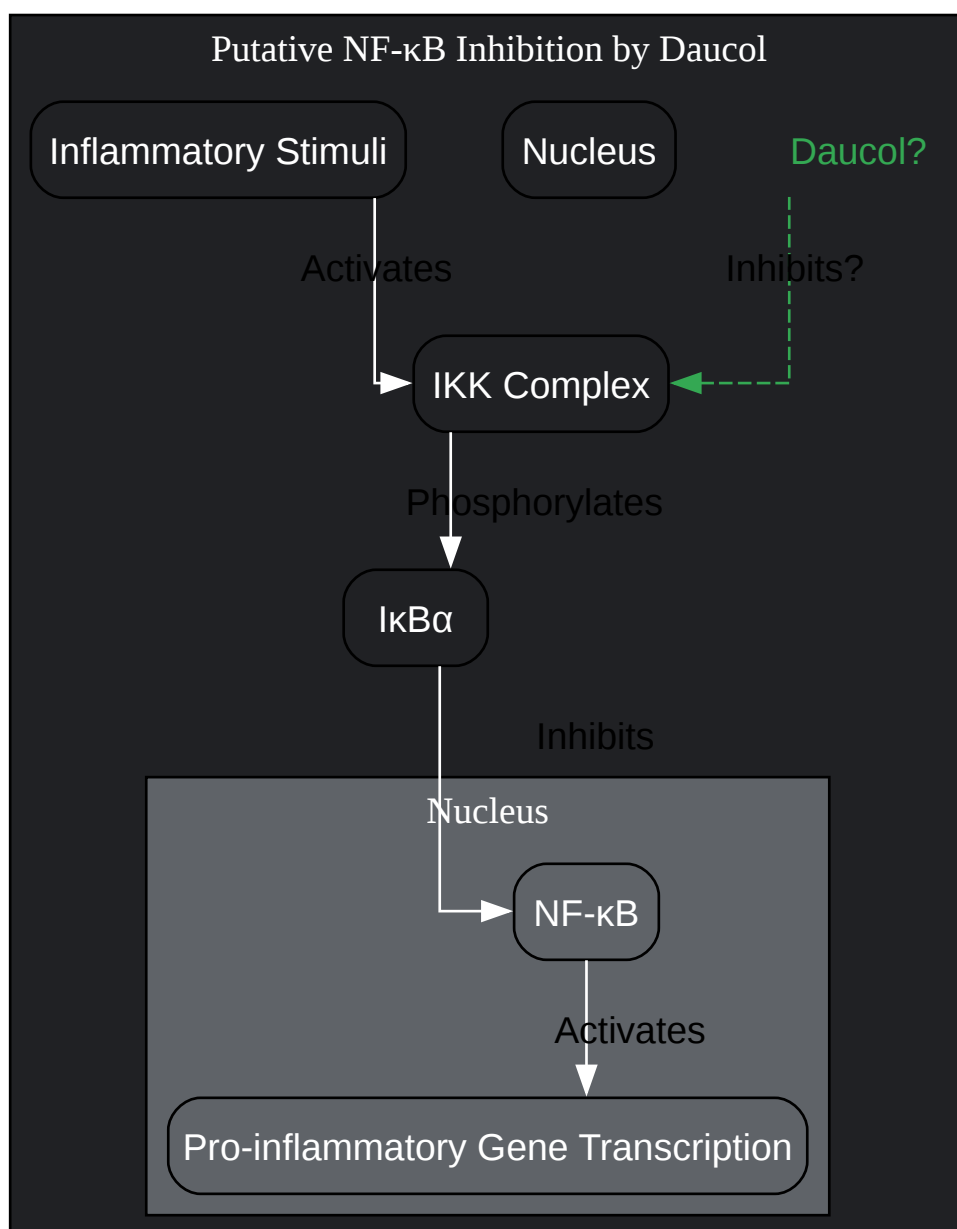 Putative NF-κB Inhibition by Daucol
Inflammatory Stimuli
Nucleus
Daucol?
Activates
Inhibits?
IKK Complex
Phosphorylates
IκBα
Inhibits
Nucleus
NF-κB
Activates
Pro-inflammatory Gene Transcription